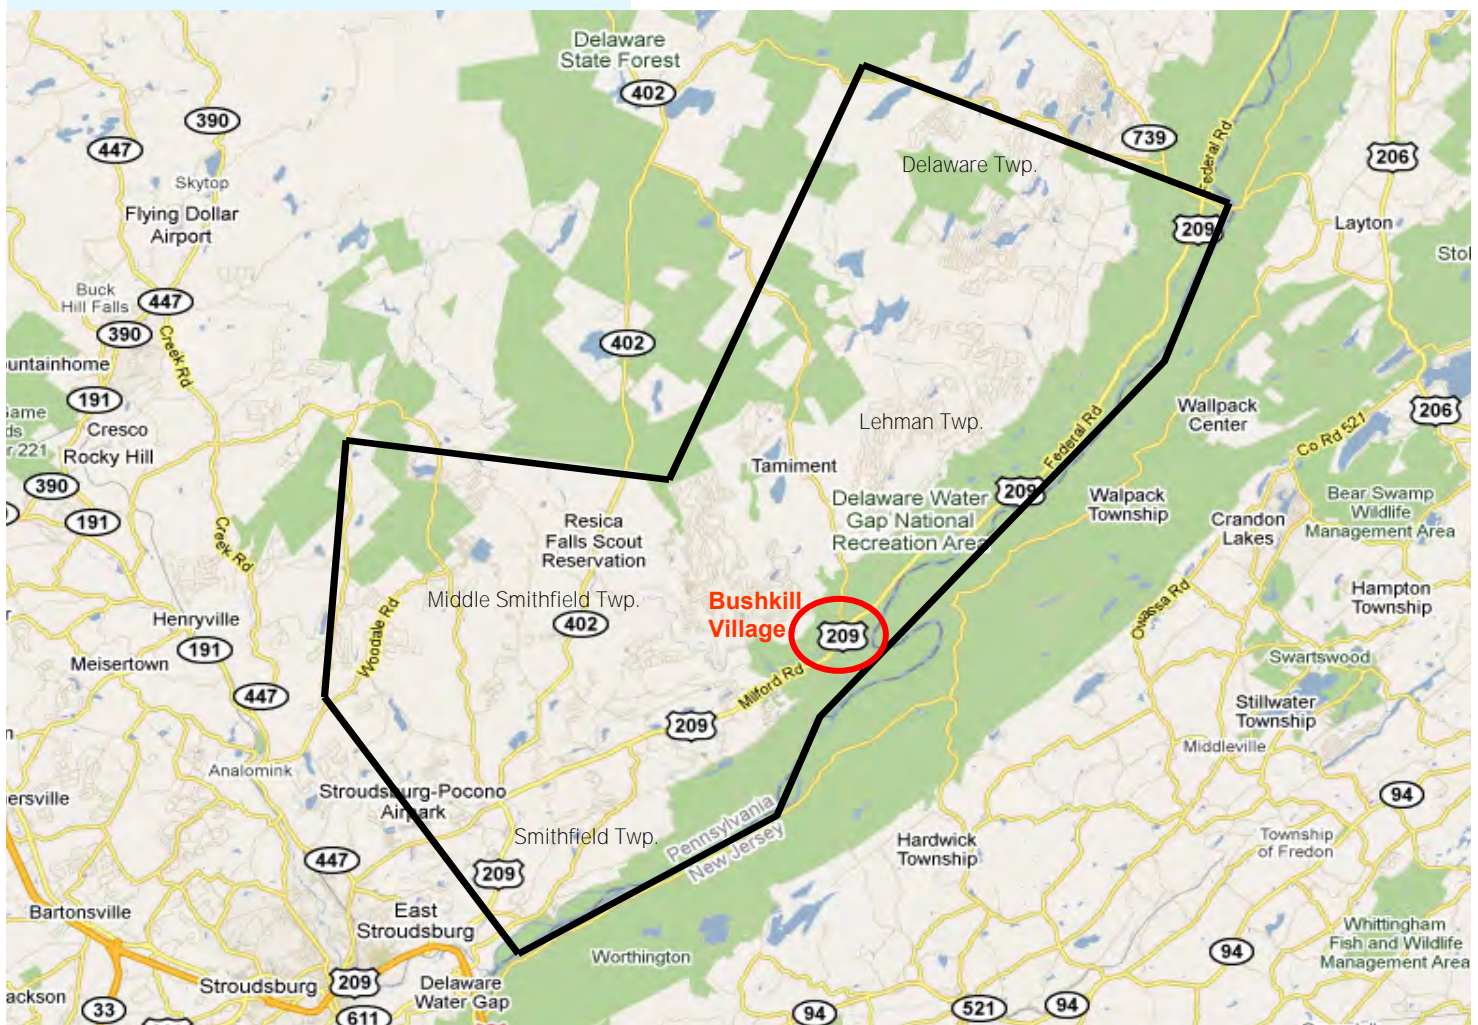 Delaware
State Forest
402
390
447
739
206
Federal Rd
Delaware Twp.
Skytop
Flying Dollar
Airport
209
Layton
Buck
Hill Falls
447
390
Creek Rd
402
191
Cresco
Rocky Hill
Lehman Twp.
Wallpack
Center
206
Co Rd 521
Federal Rd
Tamiment
390
191
209
Delaware Water
Gap National
Recreation Area
Walpack
Township
Bear Swamp
Wildlife
Management Area
Crandon
Lakes
Resica
Falls Scout
Reservation
Creek Rd
Middle Smithfield Twp.
Bushkill
Village
Hampton
Township
Owassa Rd
Henryville
402
209
191
Woodale Rd
Meisertown
Swartswood
447
Milford Rd
209
Stillwater
Township
Middleville
Analomink
Stroudsburg-Pocono
Airpark
94
Pennsylvania
New Jersey
Smithfield Twp.
Hardwick
Township
Township
of Fredon
447
209
Bartonsville
East
Stroudsburg
Whittingham
Fish and Wildlife
Management Area
94
Worthington
Stroudsburg
209
Delaware
Water Gap
33
611
94
521
94